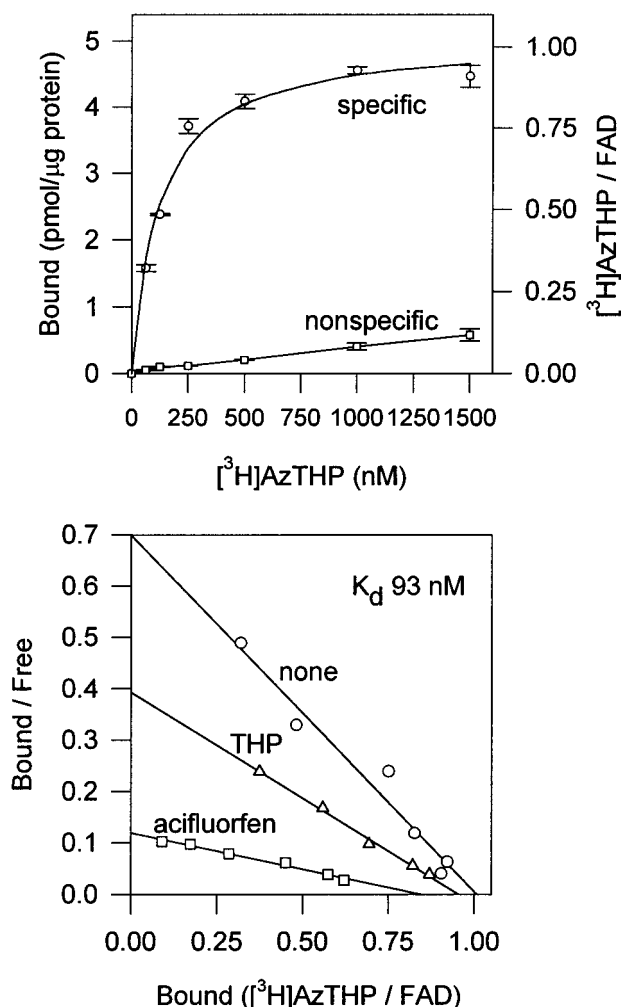 Bound (pmol/μg protein)
5
4
3
2
1
0
specific
nonspecific
1.00
0.75
0.50
0.25
0.00
[³H]AzTHP / FAD
0 250 500 750 1000 1250 1500
[³H]AzTHP (nM)
Bound / Free
0.7
0.6
0.5
0.4
0.3
0.2
0.1
0.0
K_d 93 nM
none
THP
acifluorfen
0.00 0.25 0.50 0.75 1.00
Bound ([³H]AzTHP / FAD)